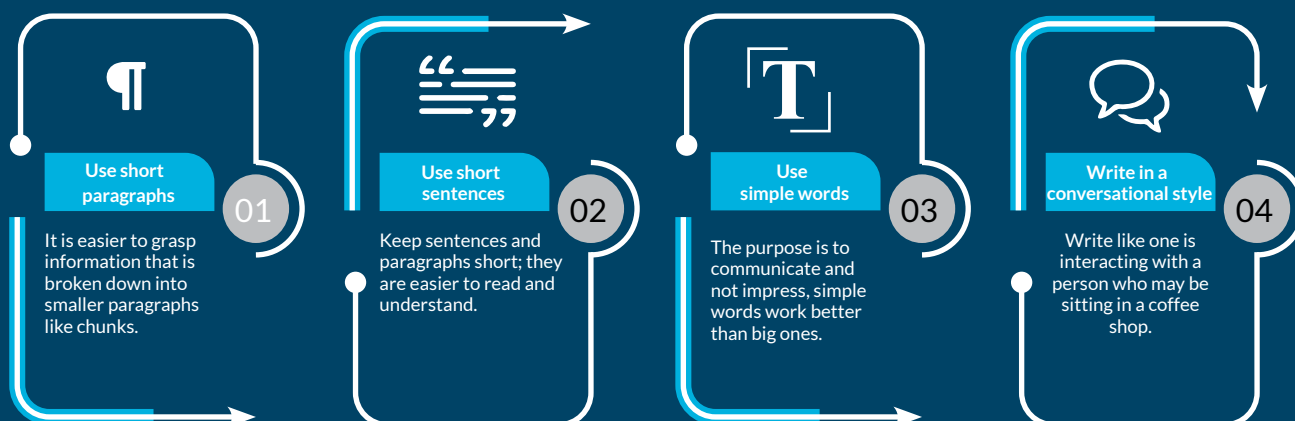 Use short
paragraphs
01
It is easier to grasp
information that is
broken down into
smaller paragraphs
like chunks.
Use short
sentences
02
Keep sentences and
paragraphs short; they
are easier to read and
understand.
T
Use
simple words
03
The purpose is to
communicate and
not impress, simple
words work better
than big ones.
Write in a
conversational style
04
Write like one is
interacting with a
person who may be
sitting in a coffee
shop.